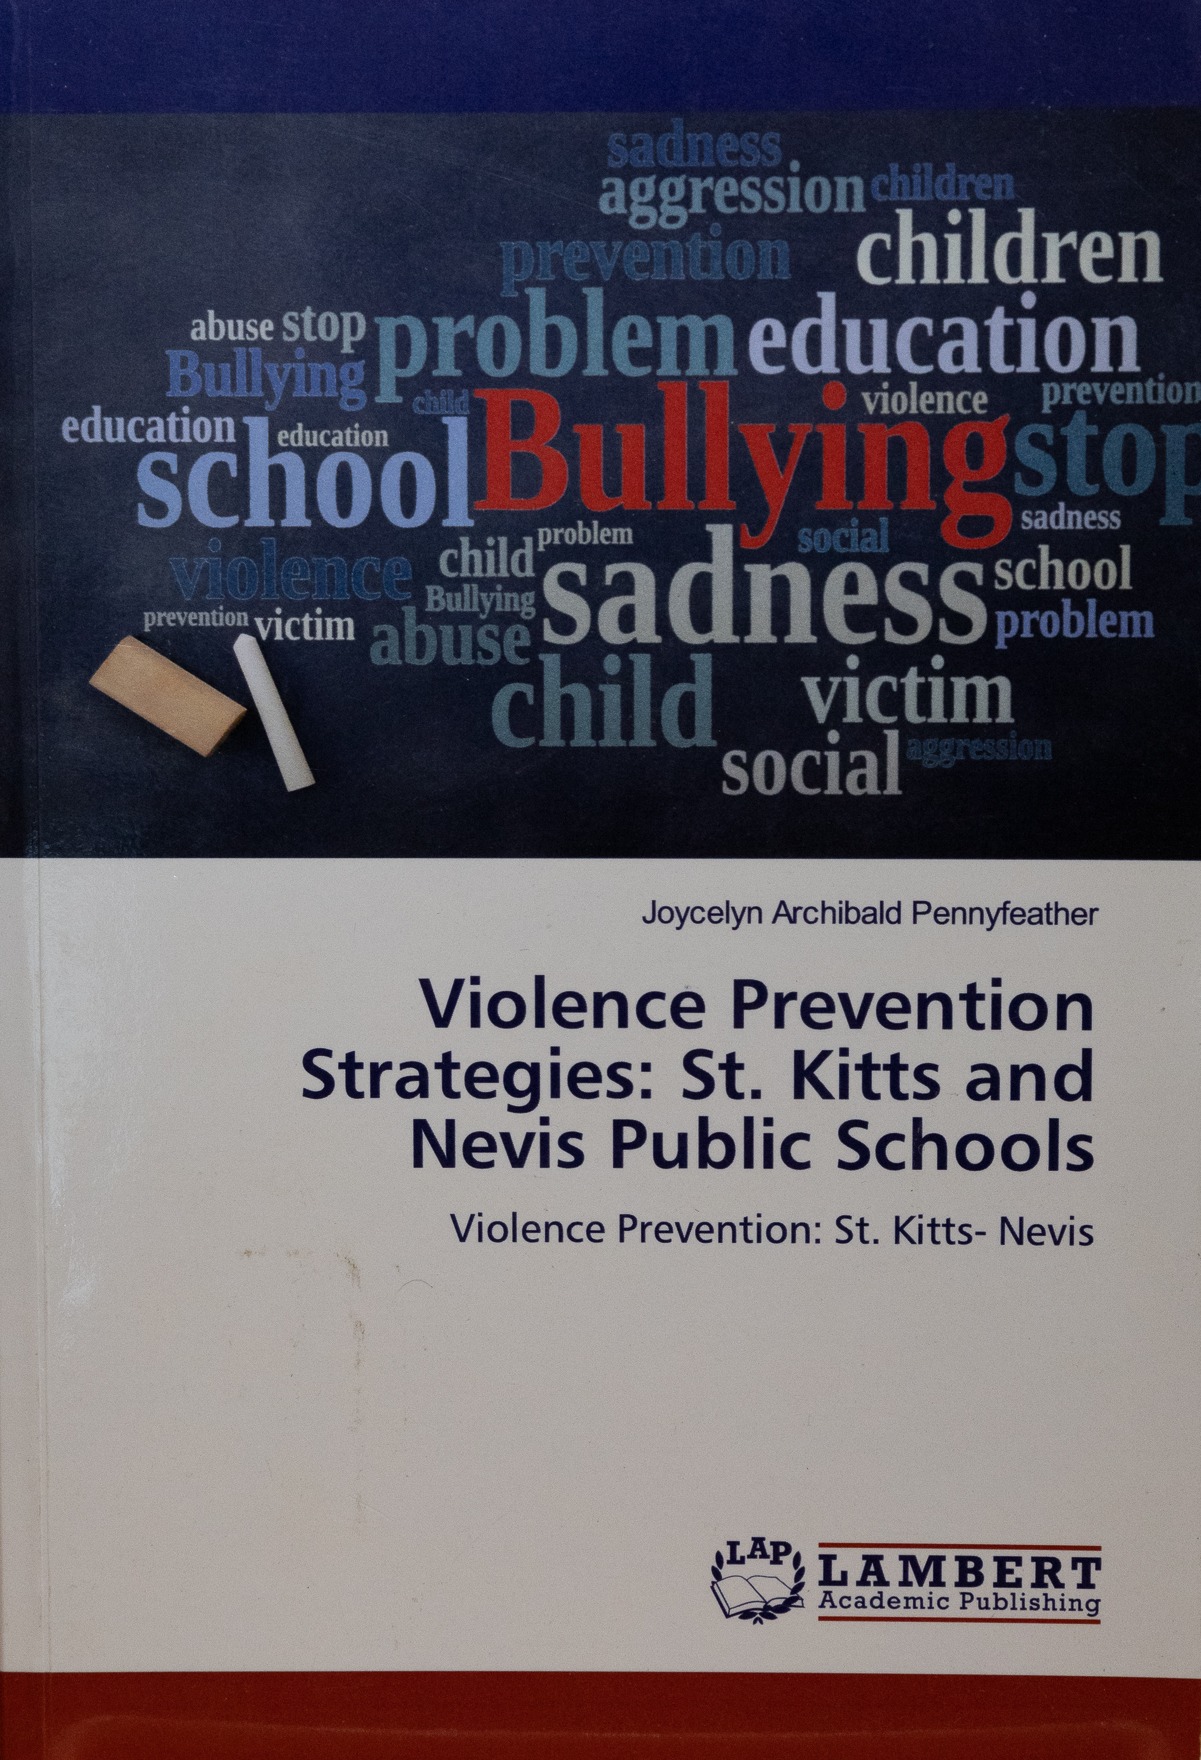 sadness
aggression children
prevention children
abuse stop problem education
Bullying child violence prevention
education education school Bullying stop
problem social sadness
violence child sadness school
prevention victim Bullying abuse problem
child victim
social aggression
Joycelyn Archibald Pennyfeather
Violence Prevention
Strategies: St. Kitts and
Nevis Public Schools
Violence Prevention: St. Kitts- Nevis
LAP LAMBERT
Academic Publishing